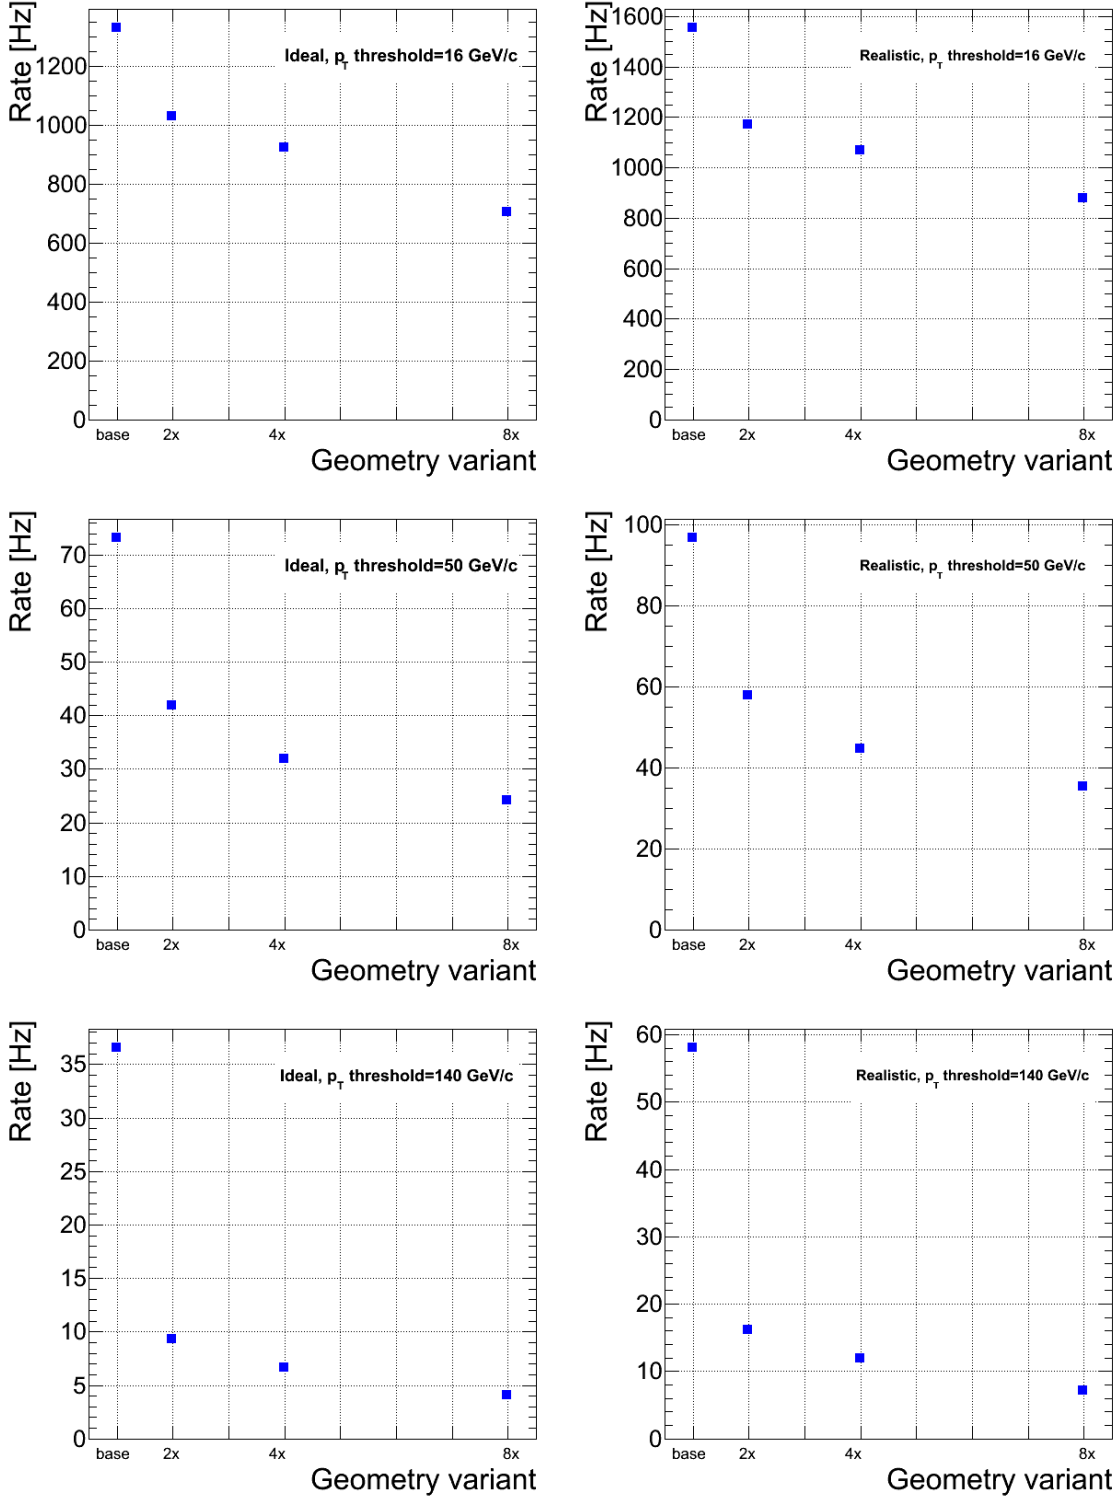 Rate [Hz]
1200
1000
800
600
400
200
0
Ideal, pT threshold=16 GeV/c
base 2x 4x 8x
Geometry variant
Rate [Hz]
1600
1400
1200
1000
800
600
400
200
0
Realistic, pT threshold=16 GeV/c
base 2x 4x 8x
Geometry variant
Rate [Hz]
70
60
50
40
30
20
10
0
Ideal, pT threshold=50 GeV/c
base 2x 4x 8x
Geometry variant
Rate [Hz]
100
80
60
40
20
0
Realistic, pT threshold=50 GeV/c
base 2x 4x 8x
Geometry variant
Rate [Hz]
35
30
25
20
15
10
5
0
Ideal, pT threshold=140 GeV/c
base 2x 4x 8x
Geometry variant
Rate [Hz]
60
50
40
30
20
10
0
Realistic, pT threshold=140 GeV/c
base 2x 4x 8x
Geometry variant